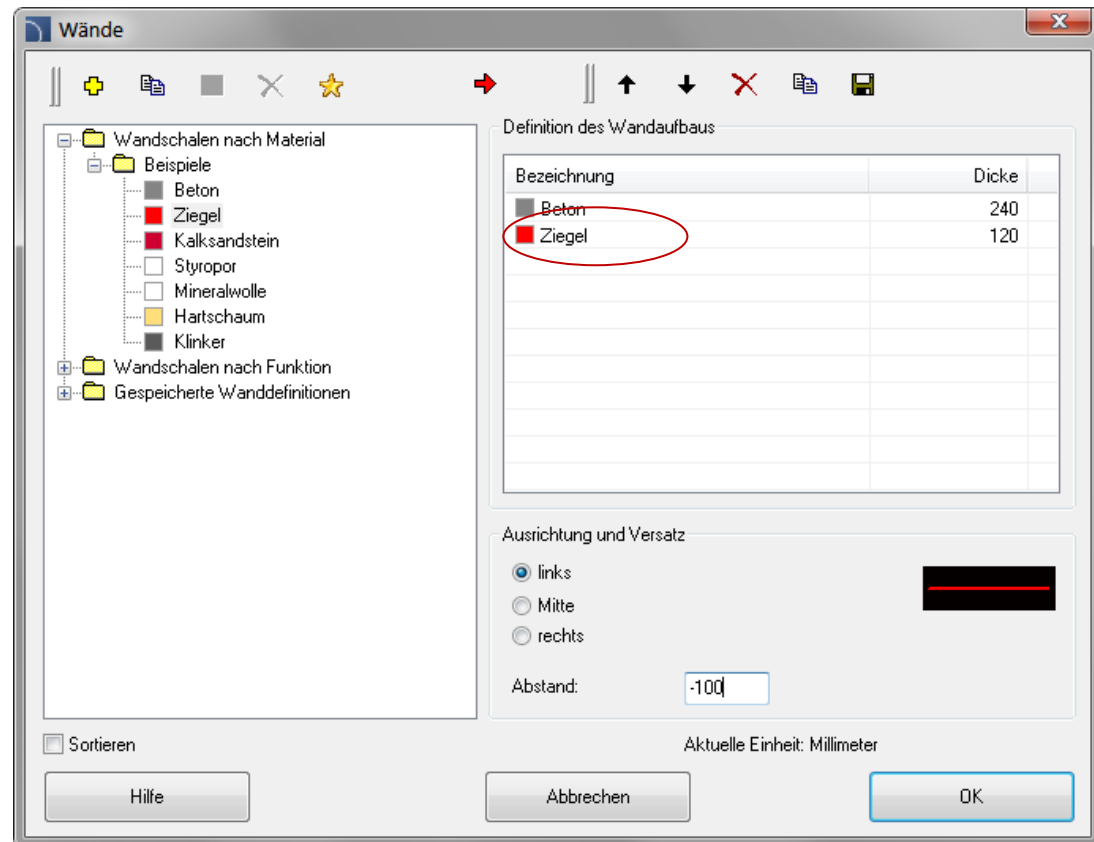 Wände
Wandschalen nach Material
Beispiele
Beton
Ziegel
Kalksandstein
Styropor
Mineralwolle
Hartschaum
Klinker
Wandschalen nach Funktion
Gespeicherte Wanddefinitionen
Definition des Wandaufbaus
Bezeichnung Dicke
Beton 240
Ziegel 120
Ausrichtung und Versatz
links
Mitte
rechts
Abstand: -100
Sortieren
Aktuelle Einheit: Millimeter
Hilfe Abbrechen OK